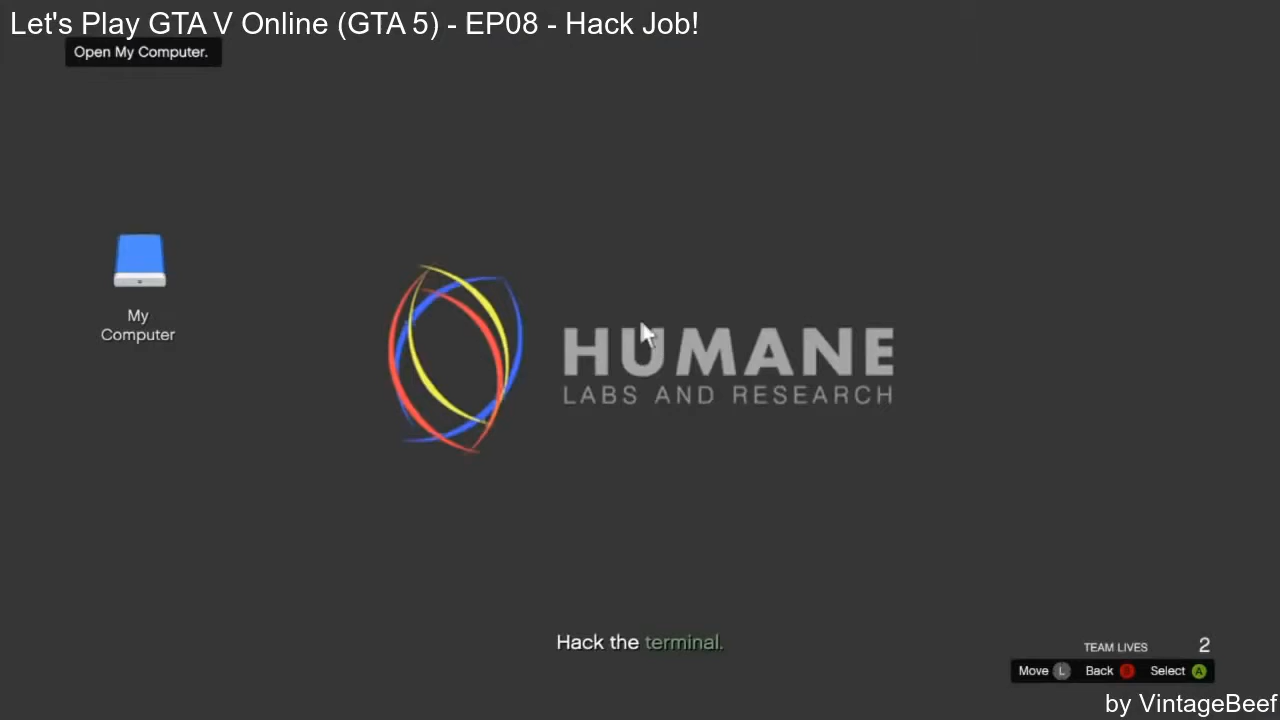 Let's Play GTA V Online (GTA 5) - EP08 - Hack Job!
Open My Computer.
My
Computer
HUMANE
LABS AND RESEARCH
Hack the terminal.
TEAM LIVES 2
Move L Back B Select A
by VintageBeef